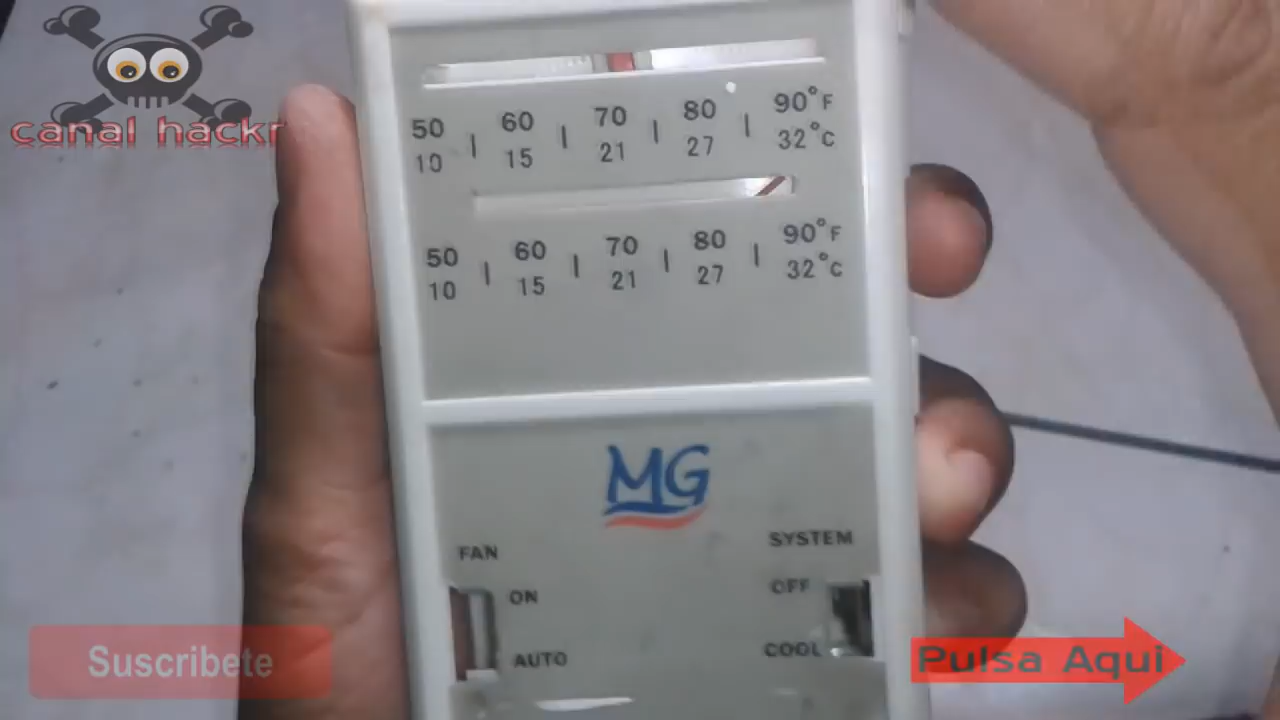 canal hackr
50 | 60 | 70 | 80 | 90°F
10 15 21 27 32°C
50 | 60 | 70 | 80 | 90°F
10 15 21 27 32°C
MG
FAN SYSTEM
ON OFF
AUTO COOL
Suscribete Pulsa Aqui